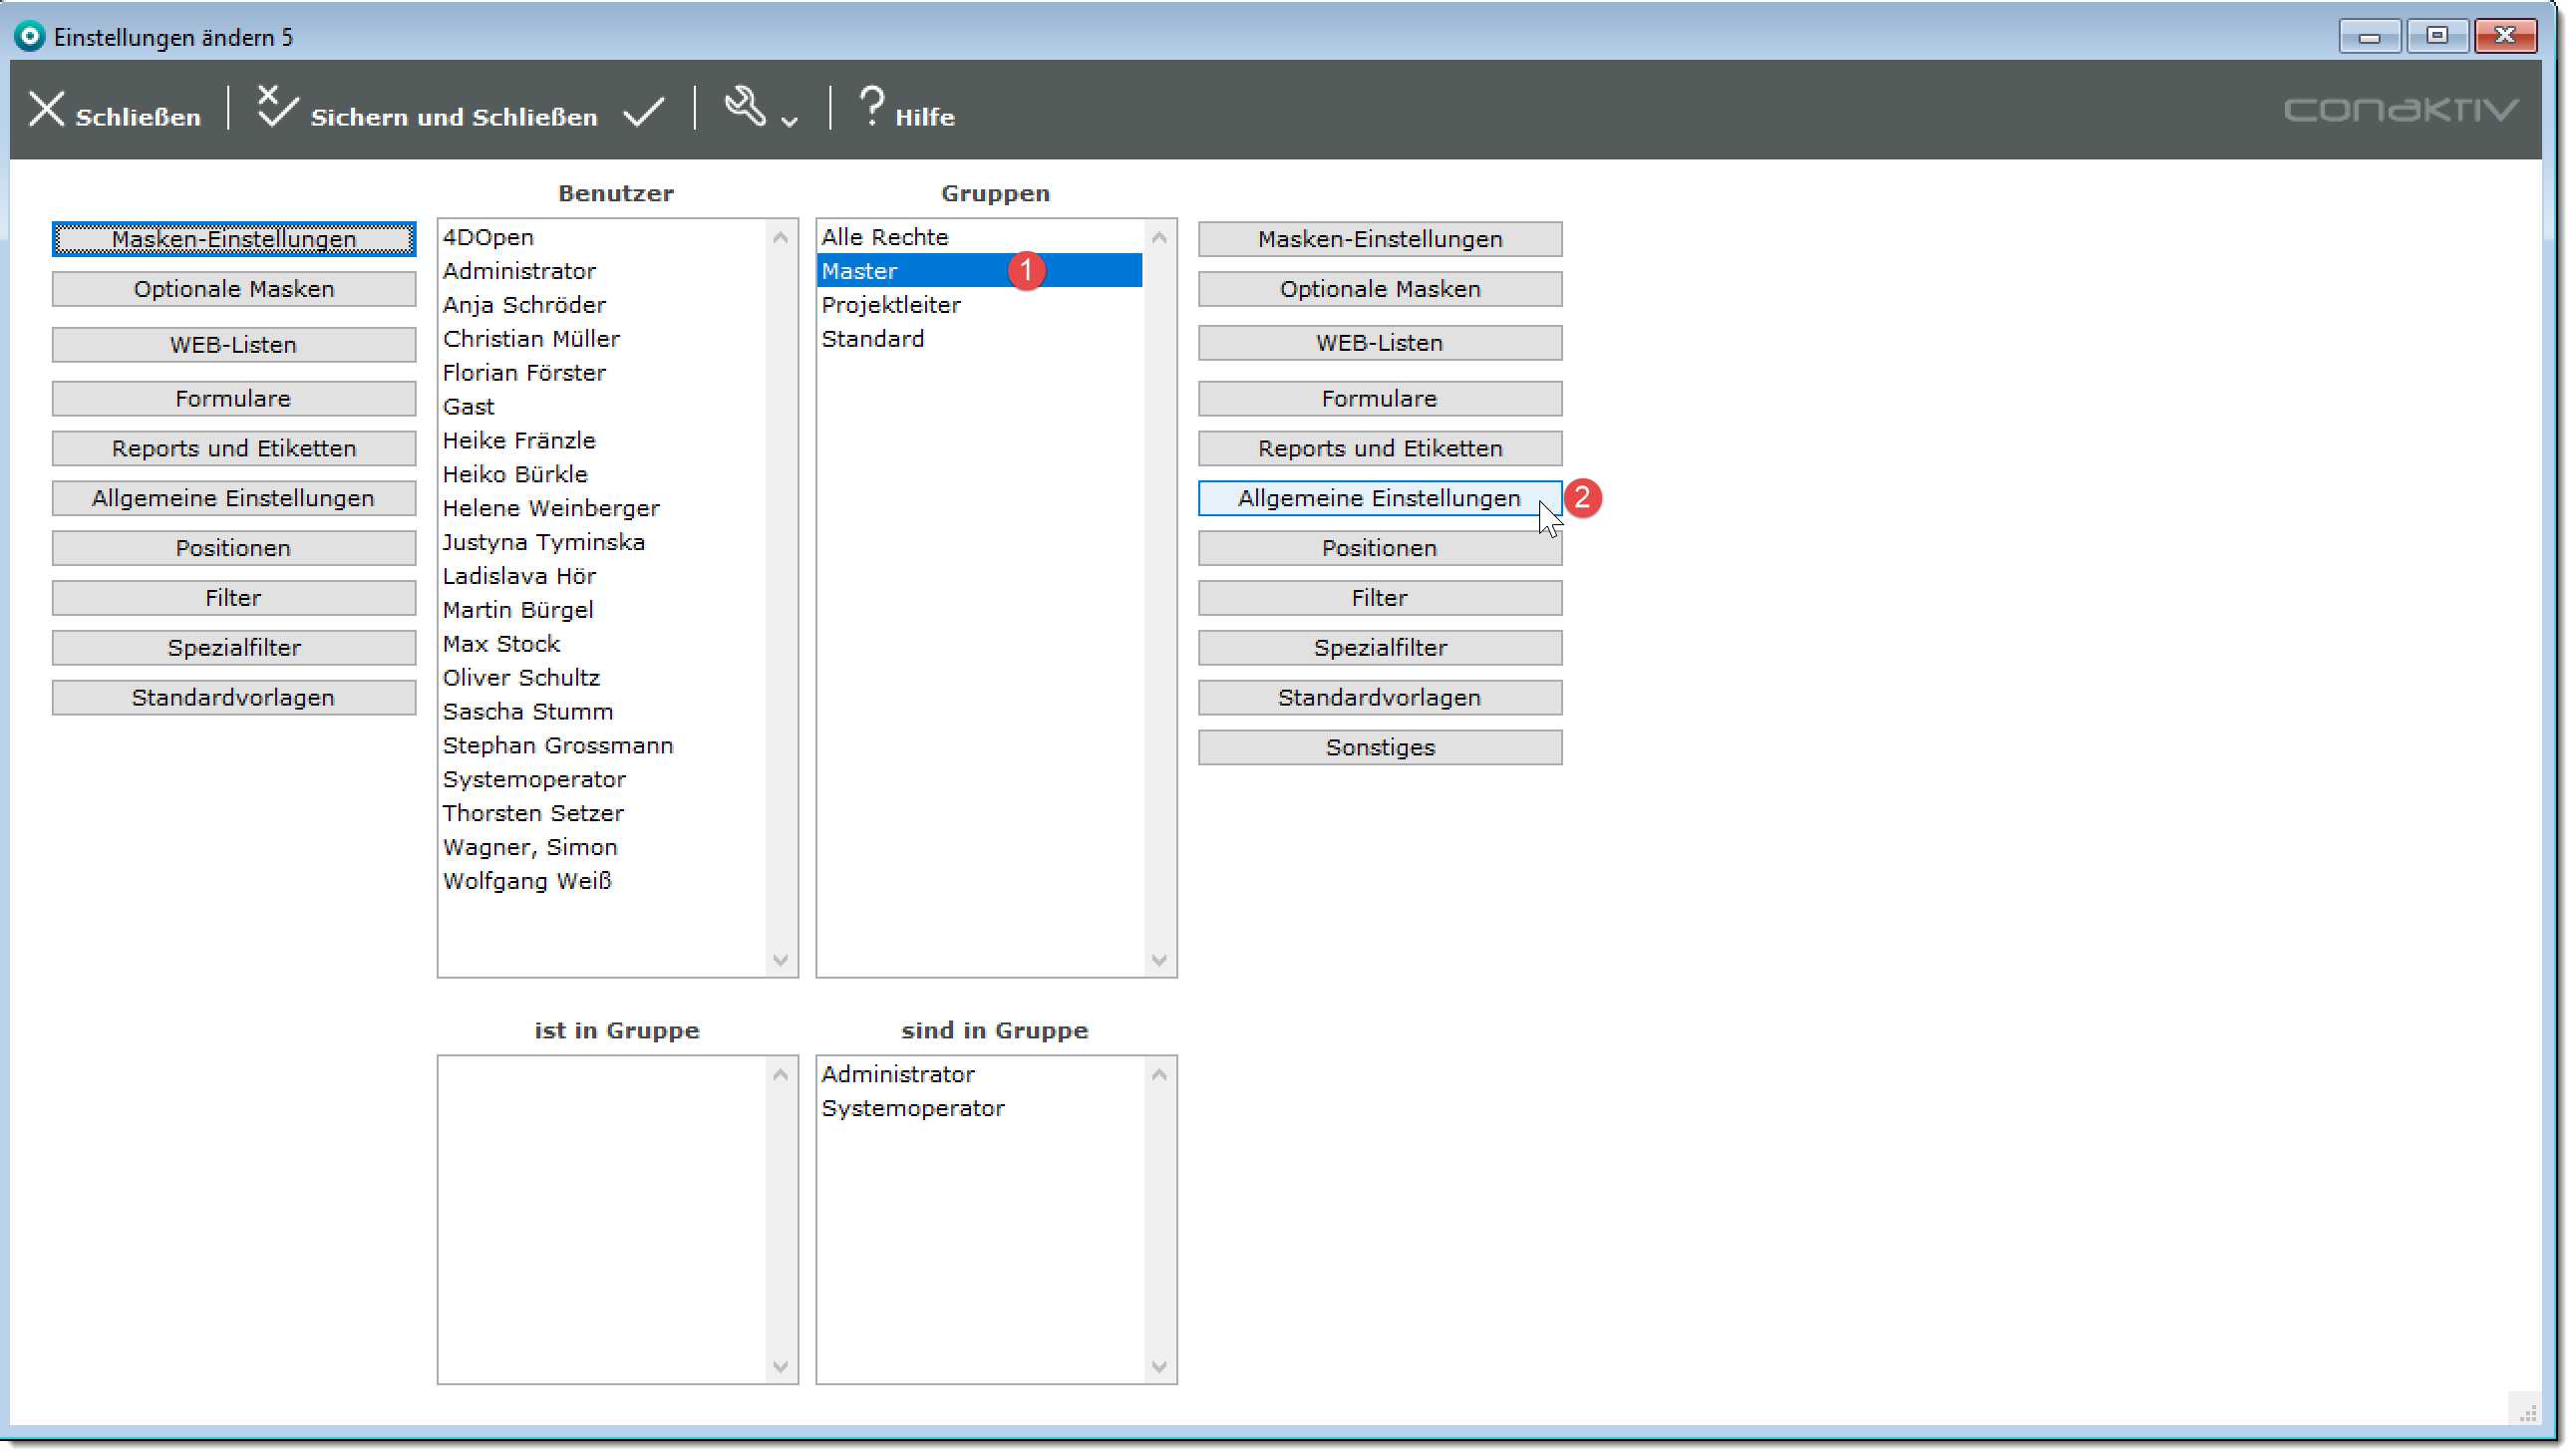 Einstellungen ändern 5
Schließen
Sichern und Schließen
Hilfe
conaktiv
Benutzer
Gruppen
Masken-Einstellungen
Optionale Masken
WEB-Listen
Formulare
Reports und Etiketten
Allgemeine Einstellungen
Positionen
Filter
Spezialfilter
Standardvorlagen
4DOpen
Administrator
Anja Schröder
Christian Müller
Florian Förster
Gast
Heike Fränzle
Heiko Bürkle
Helene Weinberger
Justyna Tyminska
Ladislava Hör
Martin Bürgel
Max Stock
Oliver Schultz
Sascha Stumm
Stephan Grossmann
Systemoperator
Thorsten Setzer
Wagner, Simon
Wolfgang Weiß
Alle Rechte
Master 1
Projektleiter
Standard
Masken-Einstellungen
Optionale Masken
WEB-Listen
Formulare
Reports und Etiketten
Allgemeine Einstellungen 2
Positionen
Filter
Spezialfilter
Standardvorlagen
Sonstiges
ist in Gruppe
sind in Gruppe
Administrator
Systemoperator